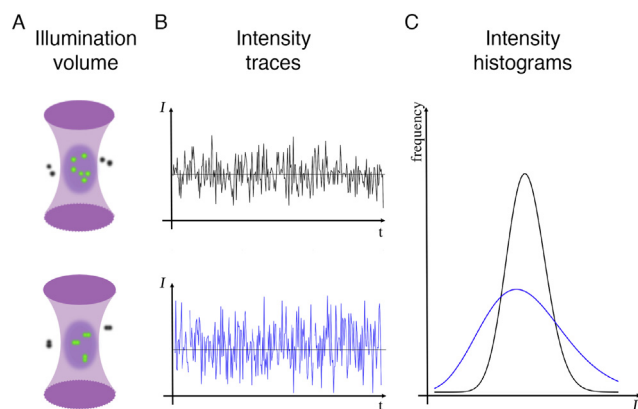 A
Illumination
volume
B
Intensity
traces
C
Intensity
histograms
I
t
I
t
frequency
I